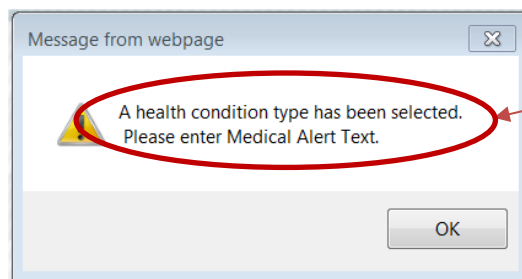 Message from webpage
A health condition type has been selected.
Please enter Medical Alert Text.
OK